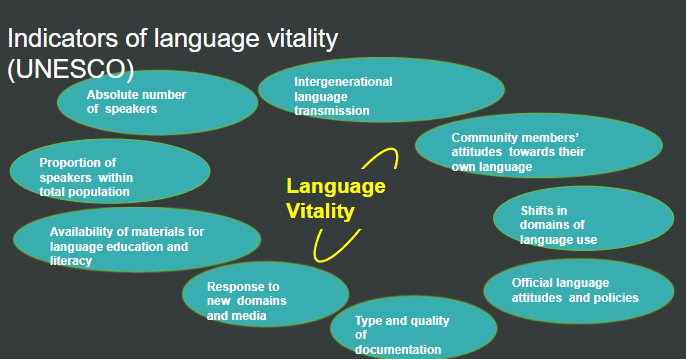 Indicators of language vitality
(UNESCO)
Absolute number
of speakers
Intergenerational
language
transmission
Community members'
attitudes towards their
own language
Proportion of
speakers within
total population
Language
Vitality
Shifts in
domains of
language use
Availability of materials for
language education and
literacy
Official language
attitudes and policies
Response to
new domains
and media
Type and quality
of
documentation